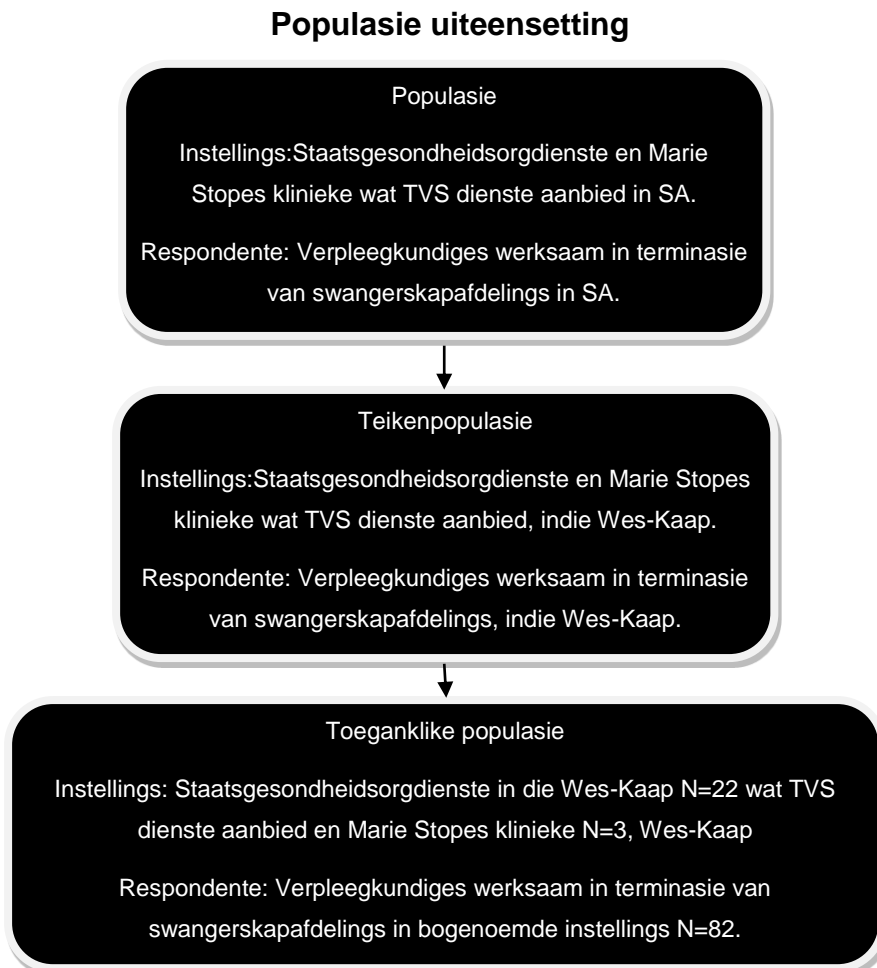 Populasie uiteensetting
Populasie
Instellings:Staatsgesondheidsorgdienste en Marie
Stopes klinieke wat TVS dienste aanbied in SA.
Respondente: Verpleegkundiges werksaam in terminasie
van swangerskapafdelings in SA.
Teikenpopulasie
Instellings:Staatsgesondheidsorgdienste en Marie Stopes
klinieke wat TVS dienste aanbied, indie Wes-Kaap.
Respondente: Verpleegkundiges werksaam in terminasie
van swangerskapafdelings, indie Wes-Kaap.
Toeganklike populasie
Instellings: Staatsgesondheidsorgdienste in die Wes-Kaap N=22 wat TVS
dienste aanbied en Marie Stopes klinieke N=3, Wes-Kaap
Respondente: Verpleegkundiges werksaam in terminasie van
swangerskapafdelings in bogenoemde instellings N=82.